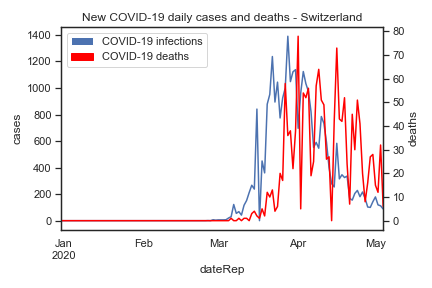 New COVID-19 daily cases and deaths - Switzerland
COVID-19 infections
COVID-19 deaths
1400
1200
1000
800
600
400
200
0
cases
80
70
60
50
40
30
20
10
0
deaths
Jan Feb Mar Apr May
2020
dateRep